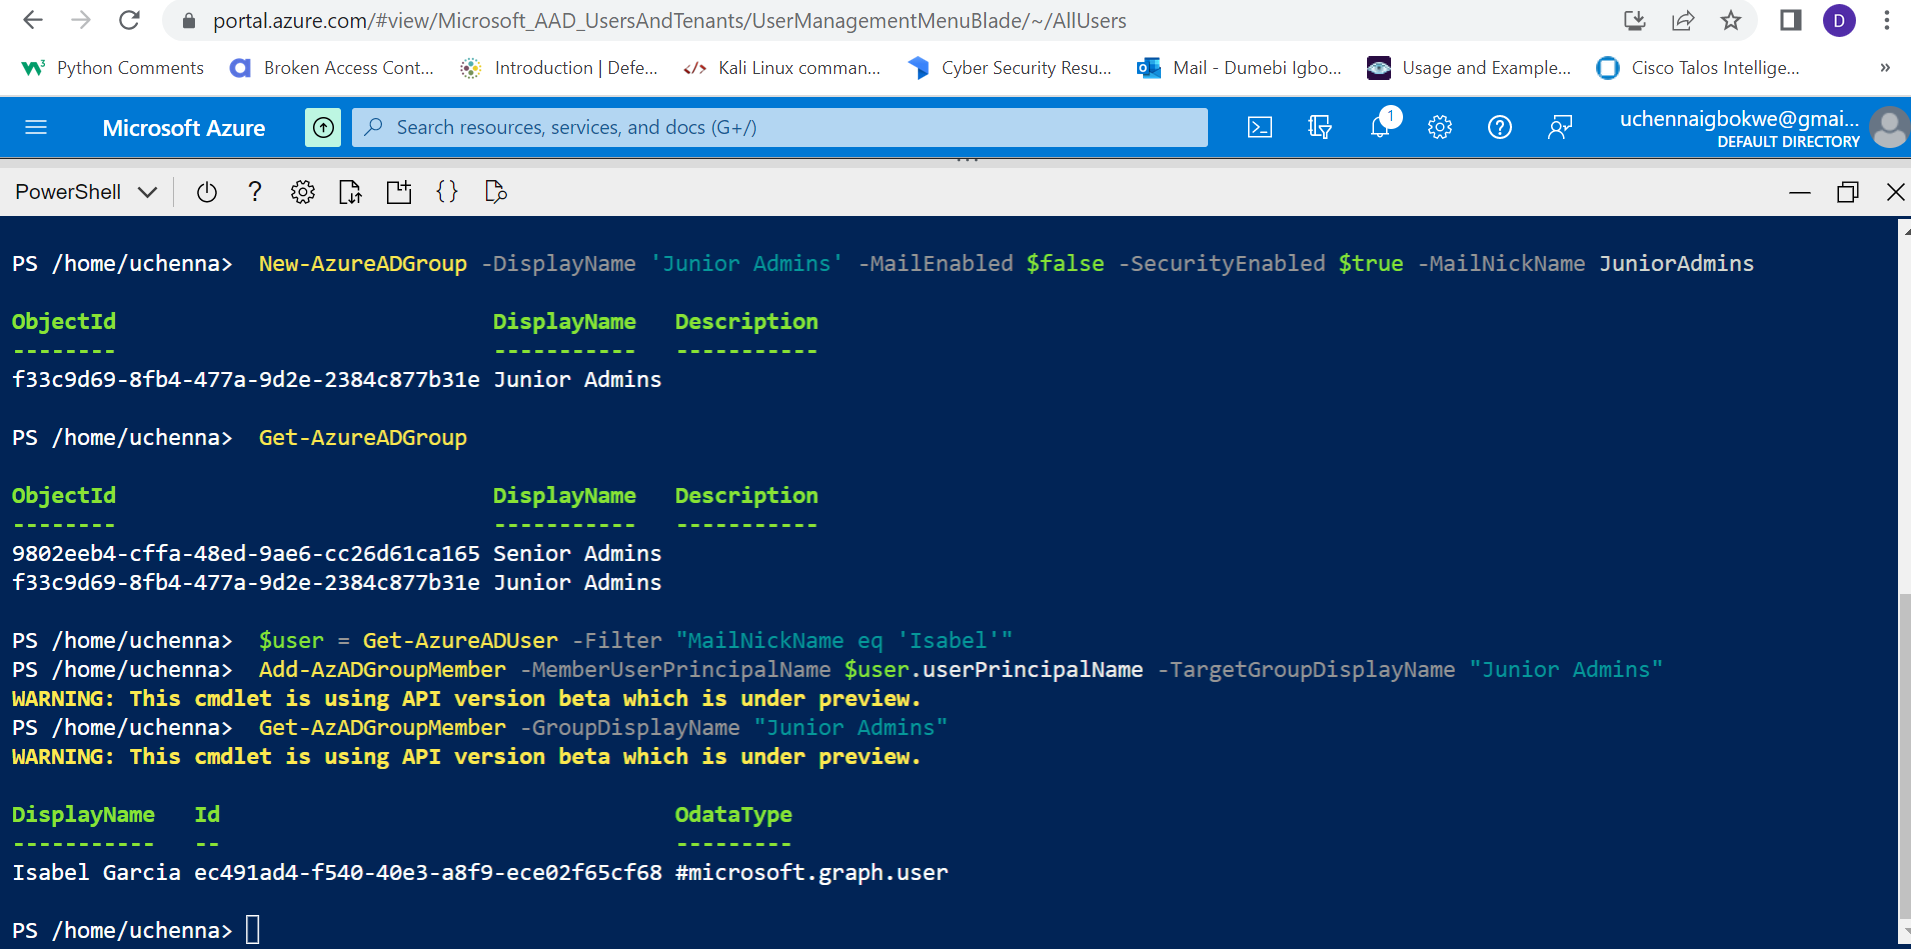 portal.azure.com/#view/Microsoft_AAD_UsersAndTenants/UserManagementMenuBlade/~/AllUsers D
W3 Python Comments Broken Access Cont... Introduction | Defe... </> Kali Linux comman... Cyber Security Resu... Mail - Dumebi Igbo... Usage and Example... Cisco Talos Intellige... »
Microsoft Azure Search resources, services, and docs (G+/) 1 uchennaigbokwe@gmai...
DEFAULT DIRECTORY
PowerShell ? {}
PS /home/uchenna> New-AzureADGroup -DisplayName 'Junior Admins' -MailEnabled $false -SecurityEnabled $true -MailNickName JuniorAdmins
ObjectId DisplayName Description
-------- ----------- -----------
f33c9d69-8fb4-477a-9d2e-2384c877b31e Junior Admins
PS /home/uchenna> Get-AzureADGroup
ObjectId DisplayName Description
-------- ----------- -----------
9802eeb4-cffa-48ed-9ae6-cc26d61ca165 Senior Admins
f33c9d69-8fb4-477a-9d2e-2384c877b31e Junior Admins
PS /home/uchenna> $user = Get-AzureADUser -Filter "MailNickName eq 'Isabel'"
PS /home/uchenna> Add-AzADGroupMember -MemberUserPrincipalName $user.userPrincipalName -TargetGroupDisplayName "Junior Admins"
WARNING: This cmdlet is using API version beta which is under preview.
PS /home/uchenna> Get-AzADGroupMember -GroupDisplayName "Junior Admins"
WARNING: This cmdlet is using API version beta which is under preview.
DisplayName Id OdataType
----------- -- ---------
Isabel Garcia ec491ad4-f540-40e3-a8f9-ece02f65cf68 #microsoft.graph.user
PS /home/uchenna>